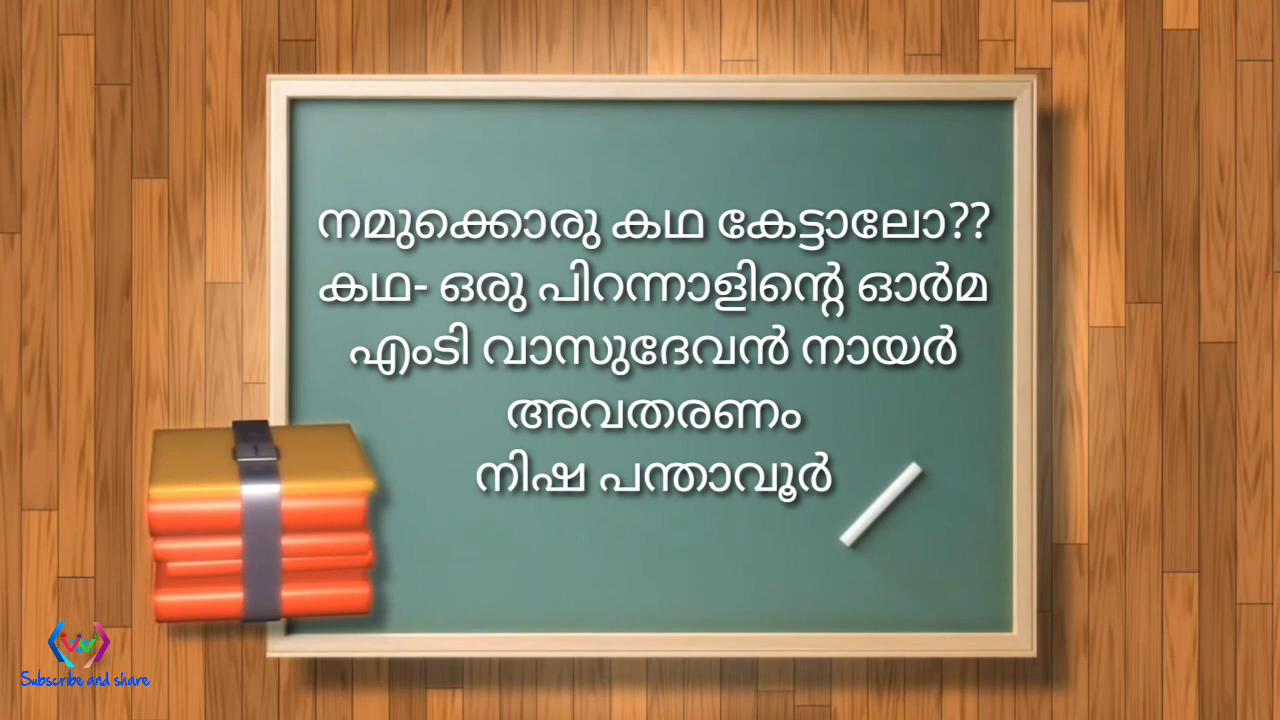 നമുക്കൊരു കഥ കേട്ടാലോ??
കഥ- ഒരു പിറന്നാളിന്റെ ഓർമ
എംടി വാസുദേവൻ നായർ
അവതരണം
നിഷ പന്താവൂർ
Subscribe and share